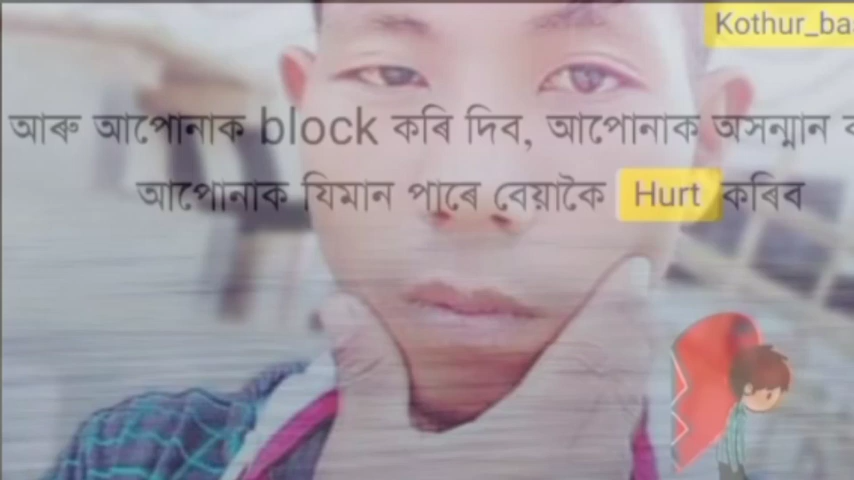 Kothur_ba
আৰু আপোনাক block কৰি দিব, আপোনাক অসন্মান
আপোনাক যিমান পাৰে বেয়াকৈ Hurt কৰিব